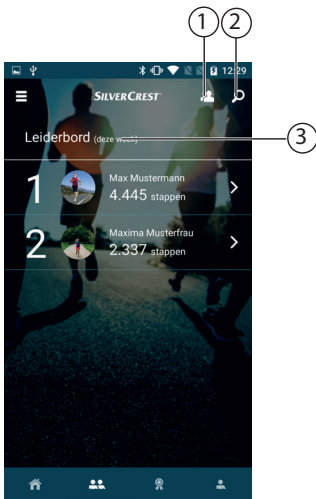 1 2
12:29
SILVERCREST
Leiderbord (deze week)
3
1 Max Mustermann
4.445 stappen
2 Maxima Musterfrau
2.337 stappen